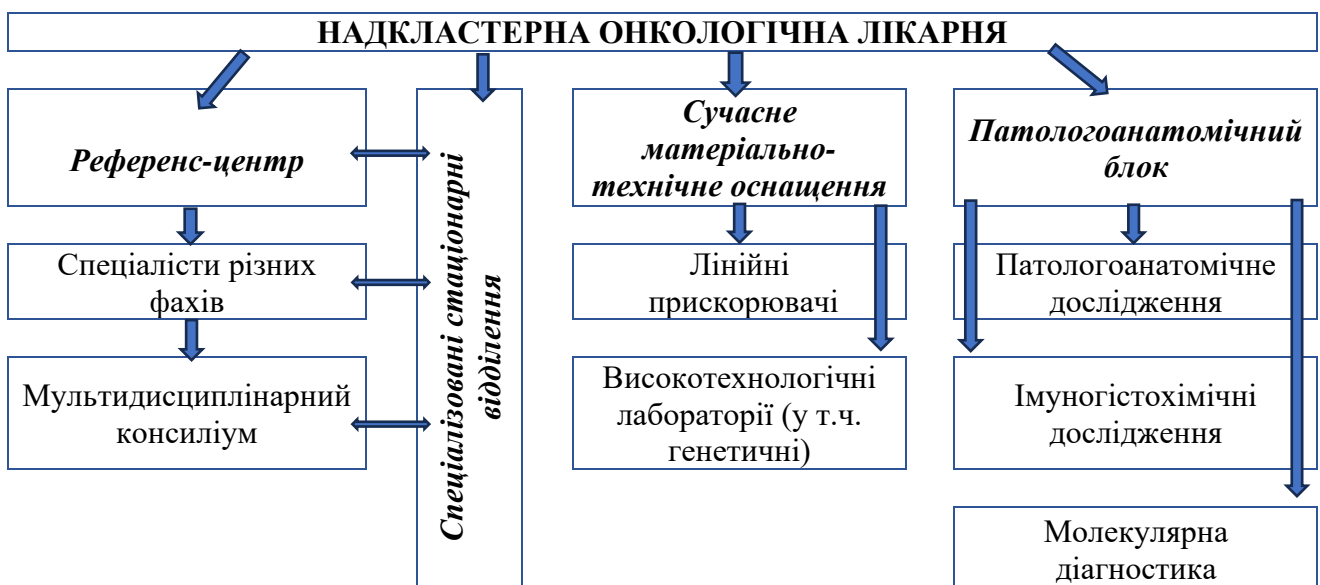 НАДКЛАСТЕРНА ОНКОЛОГІЧНА ЛІКАРНЯ
Референс-центр
Спеціалісти різних
фахів
Мультидисциплінарний
консиліум
Спеціалізовані стаціонарні
відділення
Сучасне
матеріально-
технічне оснащення
Лінійні
прискорювачі
Високотехнологічні
лабораторії (у т.ч.
генетичні)
Патологоанатомічний
блок
Патологоанатомічне
дослідження
Імуногістохімічні
дослідження
Молекулярна
діагностика